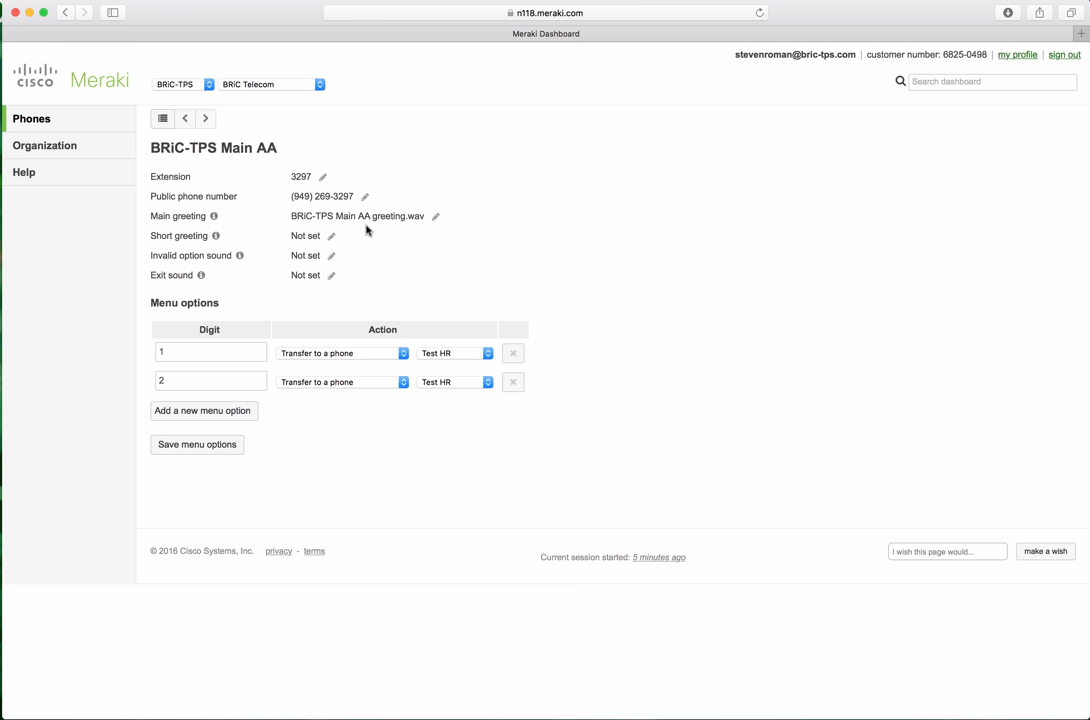 n118.meraki.com
Meraki Dashboard
stevenroman@bric-tps.com | customer number: 6825-0498 | my profile | sign out
cisco Meraki
BRiC-TPS BRiC Telecom
Search dashboard
Phones
Organization
Help
BRiC-TPS Main AA
Extension 3297
Public phone number (949) 269-3297
Main greeting BRiC-TPS Main AA greeting.wav
Short greeting Not set
Invalid option sound Not set
Exit sound Not set
Menu options
Digit Action
1 Transfer to a phone Test HR
2 Transfer to a phone Test HR
Add a new menu option
Save menu options
© 2016 Cisco Systems, Inc. privacy - terms
Current session started: 5 minutes ago
I wish this page would...
make a wish